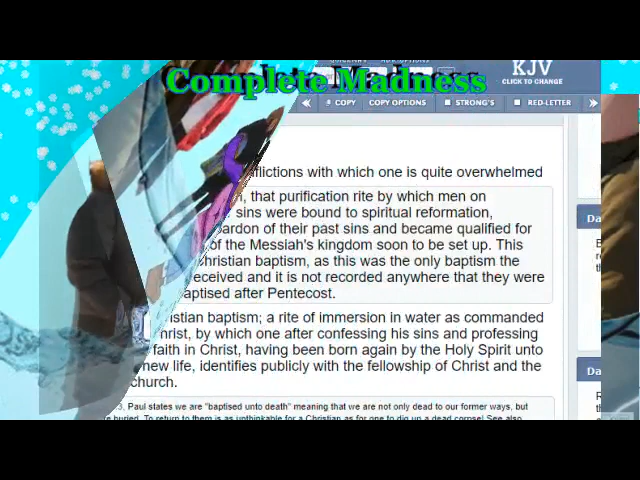 Complete Madness
KJV
CLICK TO CHANGE
COPY COPY OPTIONS STRONG'S RED-LETTER
with which one is quite overwhelmed
that purification rite by which men on
sins were bound to spiritual reformation,
of their past sins and became qualified for
of the Messiah's kingdom soon to be set up. This
baptism, as this was the only baptism the
and it is not recorded anywhere that they were
after Pentecost.
baptism; a rite of immersion in water as commanded
by which one after confessing his sins and professing
faith in Christ, having been born again by the Holy Spirit unto
new life, identifies publicly with the fellowship of Christ and the
church.
Paul states we are "baptised unto death" meaning that we are not only dead to our former ways, but
buried. To return to them is as unthinkable for a Christian as for one to dig up a dead corpse! See also